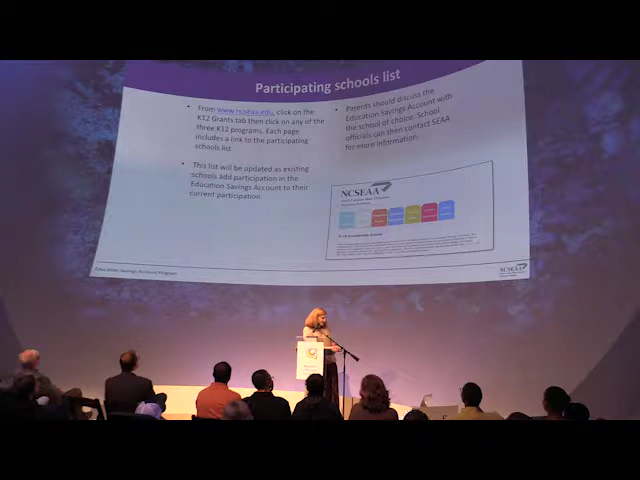 Participating schools list
• From www.ncseaa.edu, click on the
K12 Grants tab then click on any of the
three K12 programs. Each page
includes a link to the participating
schools list
• This list will be updated as existing
schools add participation in the
Education Savings Account to their
current participation.
• Parents should discuss the
Education Savings Account with
the school of choice. School
officials can then contact SEAA
for more information.
NCSEAA
Education Savings Account Program
NCSEAA